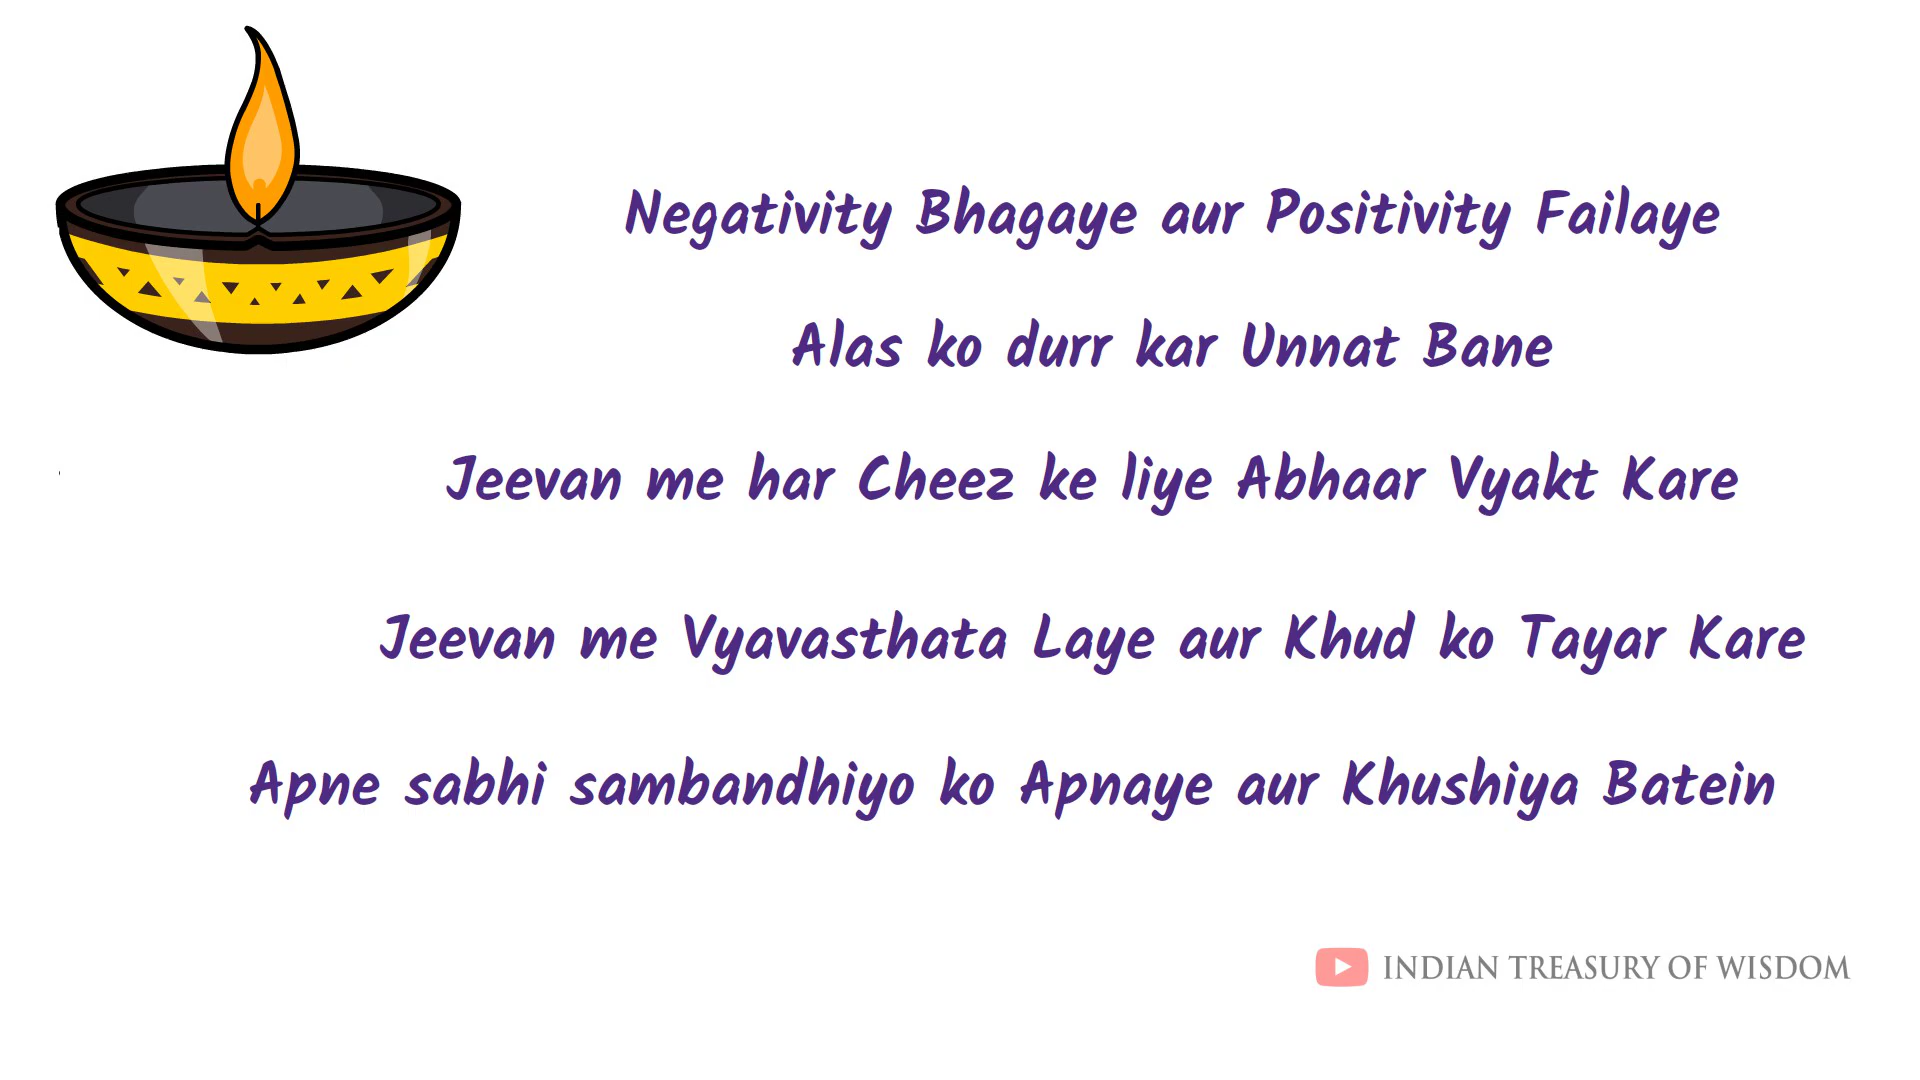 Negativity Bhagaye aur Positivity Failaye
Alas ko durr kar Unnat Bane
Jeevan me har Cheez ke liye Abhaar Vyakt Kare
Jeevan me Vyavasthata Laye aur Khud ko Tayar Kare
Apne sabhi sambandhiyo ko Apnaye aur Khushiya Batein
INDIAN TREASURY OF WISDOM